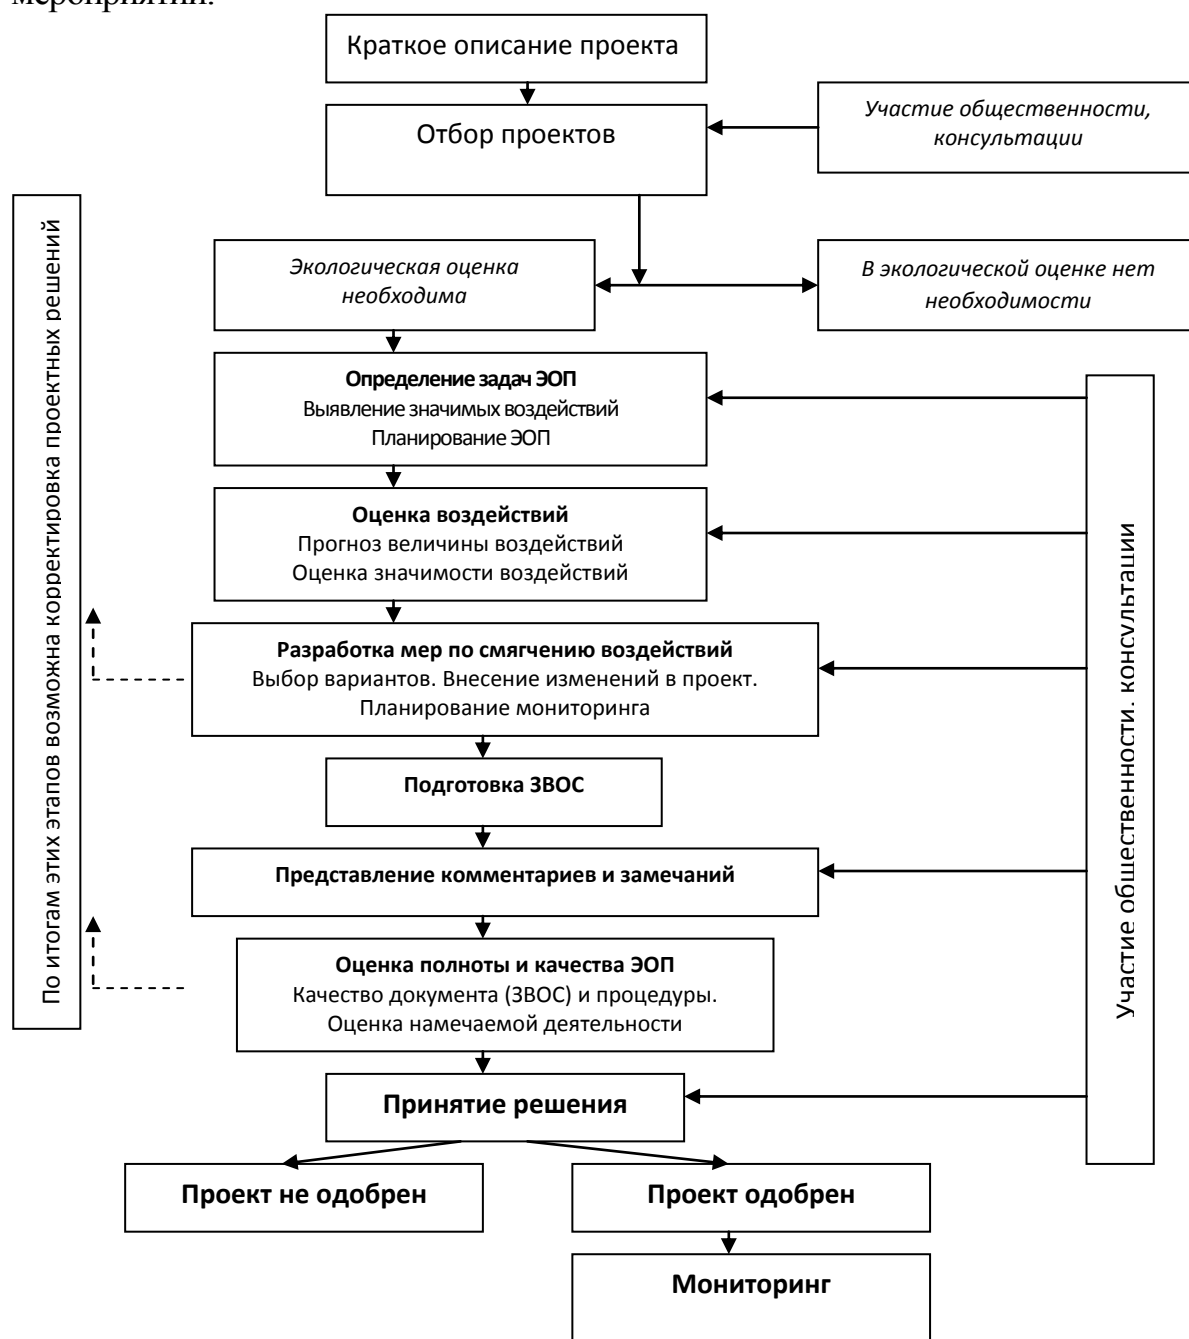 мероприятий.
Краткое описание проекта
Отбор проектов
Участие общественности,
консультации
Экологическая оценка
необходима
В экологической оценке нет
необходимости
Определение задач ЭОП
Выявление значимых воздействий
Планирование ЭОП
Оценка воздействий
Прогноз величины воздействий
Оценка значимости воздействий
Разработка мер по смягчению воздействий
Выбор вариантов. Внесение изменений в проект.
Планирование мониторинга
Подготовка ЗВОС
Представление комментариев и замечаний
Оценка полноты и качества ЭОП
Качество документа (ЗВОС) и процедуры.
Оценка намечаемой деятельности
Принятие решения
Проект не одобрен
Проект одобрен
Мониторинг
По итогам этих этапов возможна корректировка проектных решений
Участие общественности. консультации